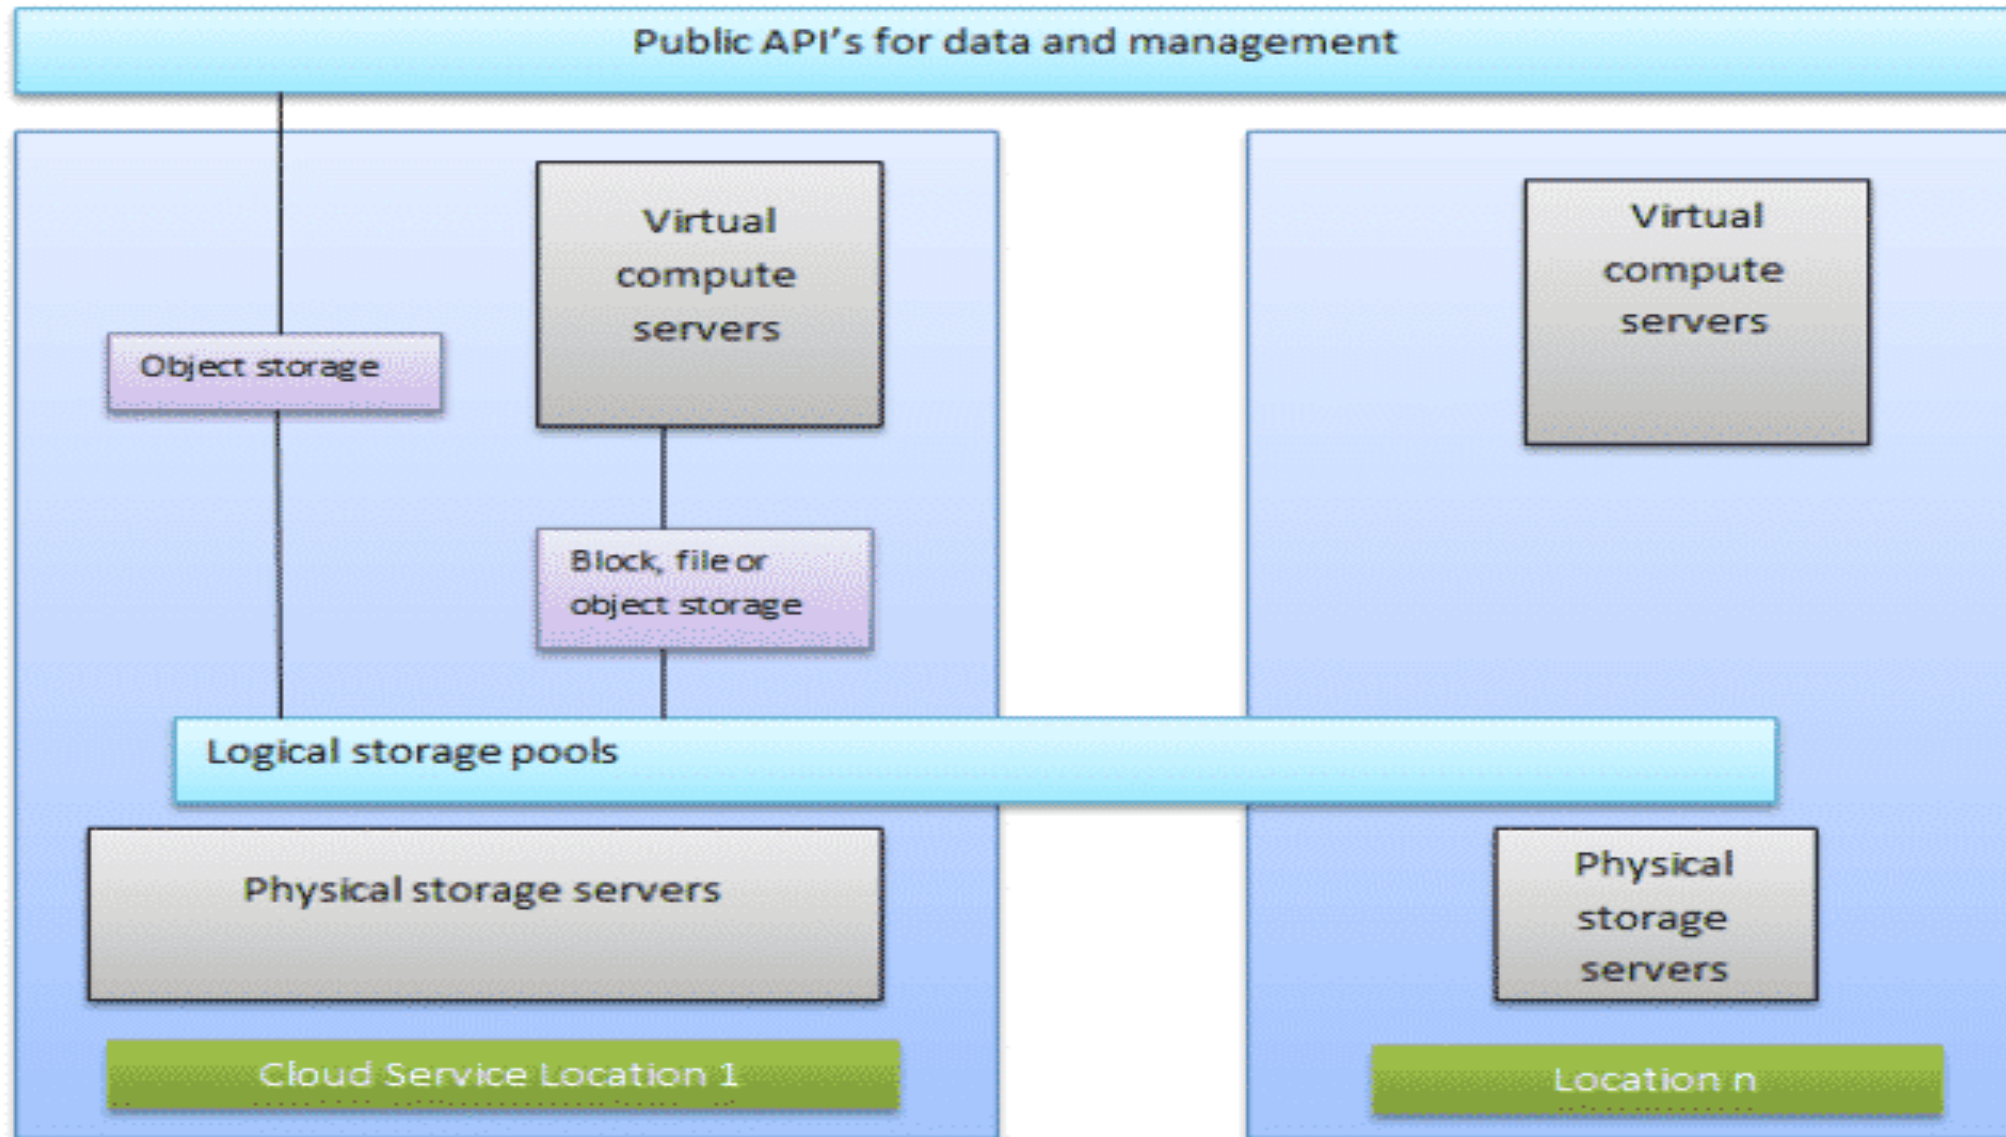 Public API's for data and management
Virtual
compute
servers
Object storage
Block, file or
object storage
Virtual
compute
servers
Logical storage pools
Physical storage servers
Physical
storage
servers
Cloud Service Location 1
Location n